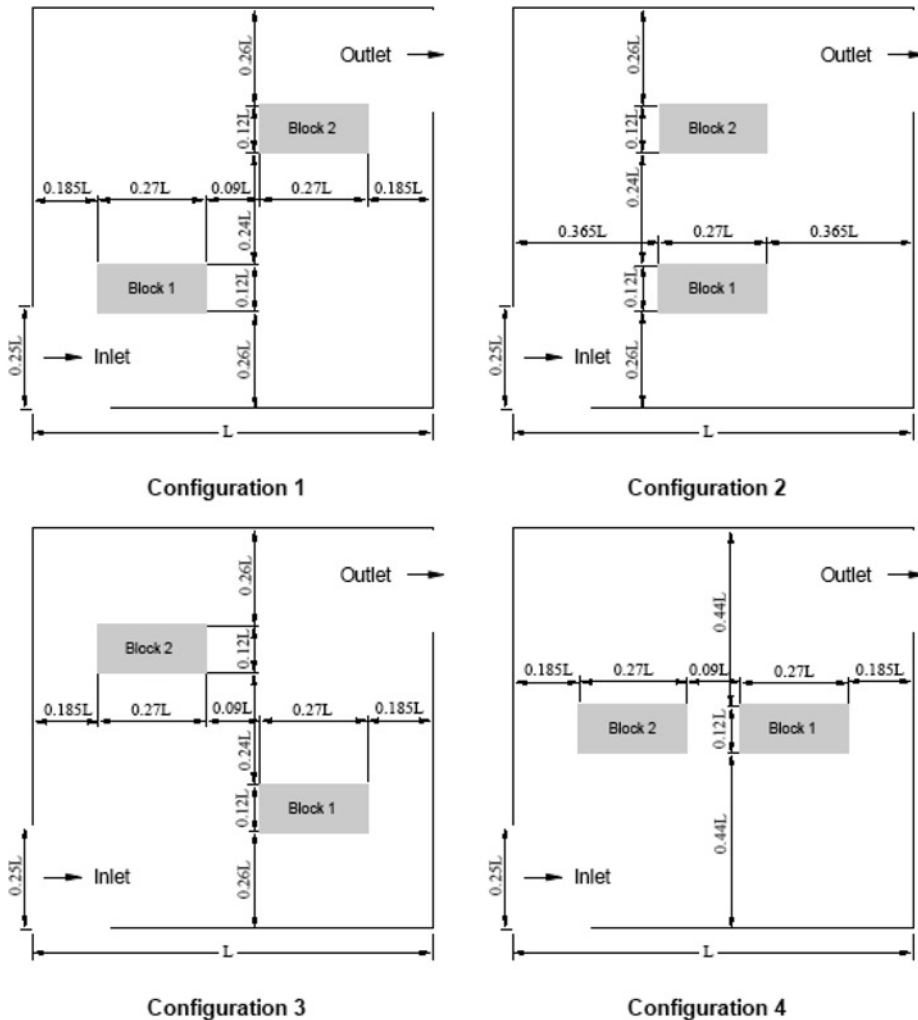 0.26L
Outlet
0.12L
Block 2
0.185L
0.27L
0.09L
0.27L
0.185L
0.24L
Block 1
0.12L
0.25L
Inlet
0.26L
L
Configuration 1
0.26L
Outlet
0.12L
Block 2
0.24L
0.365L
0.27L
0.365L
0.12L
Block 1
0.25L
Inlet
0.26L
L
Configuration 2
0.26L
Outlet
Block 2
0.12L
0.185L
0.27L
0.09L
0.27L
0.185L
0.24L
0.12L
Block 1
0.25L
Inlet
0.26L
L
Configuration 3
Outlet
0.44L
0.185L
0.27L
0.09L
0.27L
0.185L
Block 2
0.12L
Block 1
0.44L
0.25L
Inlet
L
Configuration 4